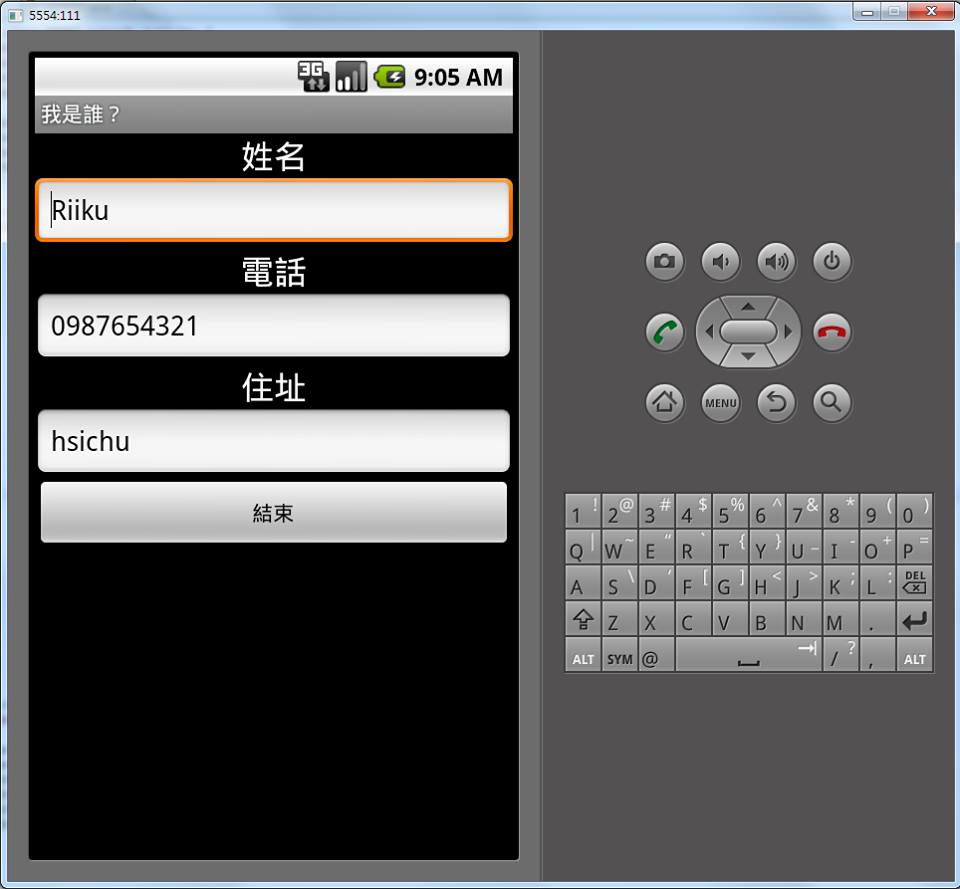 5554:111
3G 9:05 AM
我是誰？
姓名
Riiku
電話
0987654321
住址
hsichu
結束
MENU
1 ! 2 @ 3 # 4 $ 5 % 6 ^ 7 & 8 * 9 ( 0 )
Q | W ~ E " R ` T { Y } U _ I - O + P =
A S \ D ' F [ G ] H < J > K ; L : DEL
Z X C V B N M .
ALT SYM @ / ? , ALT